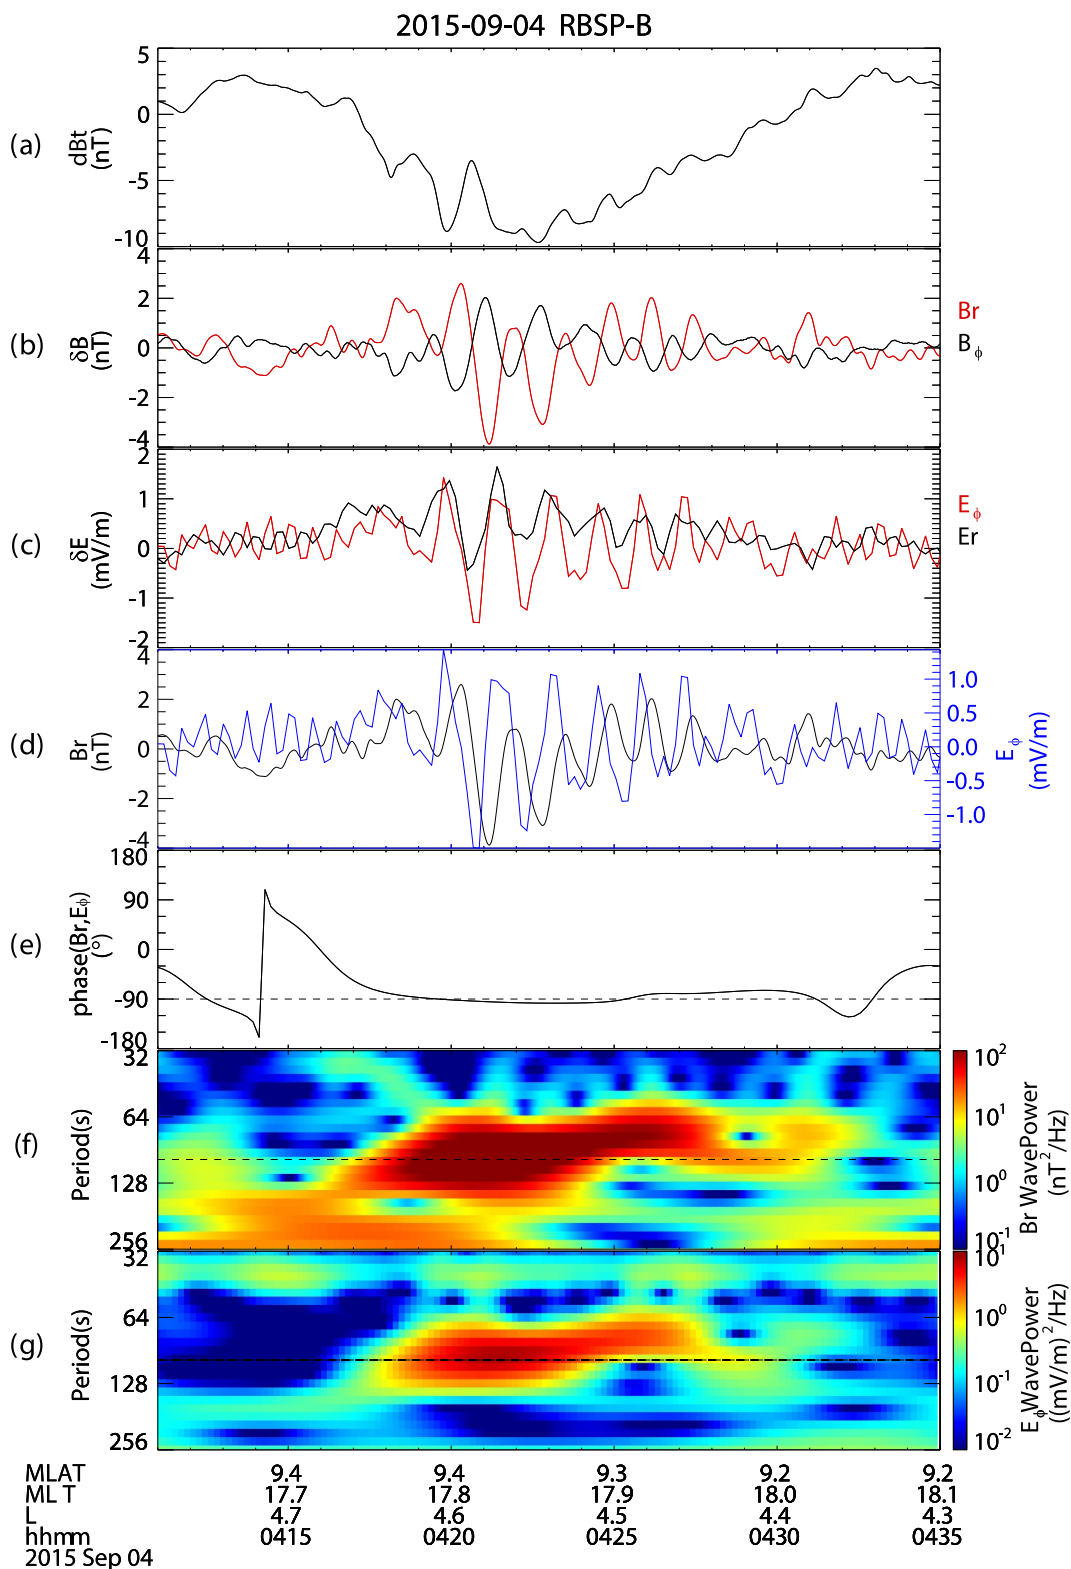 2015-09-04 RBSP-B
(a)
dBt
(nT)
5
0
-5
-10
(b)
δB
(nT)
4
2
0
-2
-4
Br
Bϕ
(c)
δE
(mV/m)
2
1
0
-1
-2
Eϕ
Er
(d)
Br
(nT)
4
2
0
-2
-4
1.0
0.5
0.0
-0.5
-1.0
Eϕ
(mV/m)
(e)
phase(Br,Eϕ)
(°)
180
90
0
-90
-180
(f)
Period(s)
32
64
128
256
10²
10¹
10⁰
10⁻¹
Br WavePower
(nT²/Hz)
(g)
Period(s)
32
64
128
256
10¹
10⁰
10⁻¹
10⁻²
EϕWavePower
((mV/m)²/Hz)
MLAT 9.4 9.4 9.3 9.2 9.2
MLT 17.7 17.8 17.9 18.0 18.1
L 4.7 4.6 4.5 4.4 4.3
hhmm 0415 0420 0425 0430 0435
2015 Sep 04